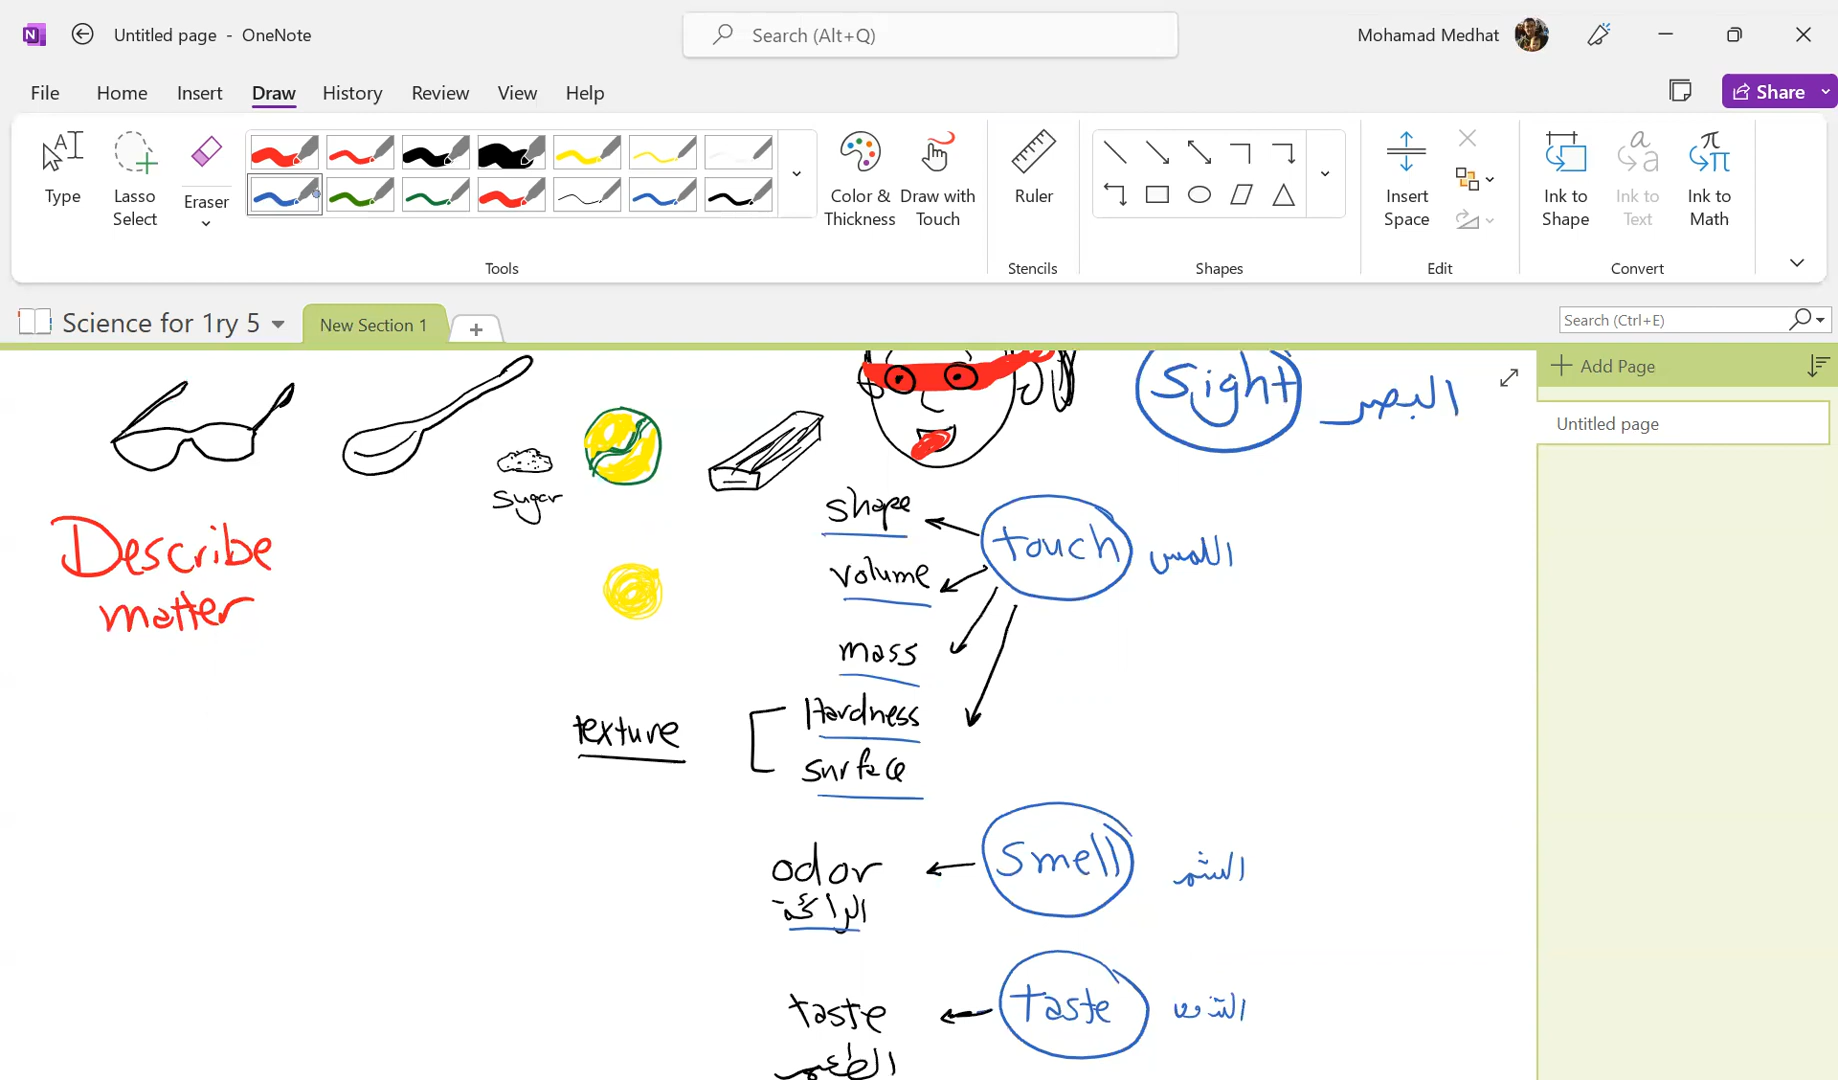 Untitled page - OneNote
Search (Alt+Q)
Mohamad Medhat
File Home Insert Draw History Review View Help
Share
Type
Lasso Select
Eraser
Color & Thickness
Draw with Touch
Ruler
Insert Space
Ink to Shape
Ink to Text
Ink to Math
Tools
Stencils
Shapes
Edit
Convert
Science for 1ry 5
New Section 1
Search (Ctrl+E)
Add Page
Untitled page
Sight البصر
Sugar
Describe
matter
touch اللمس
shape
volume
mass
Hardness
surface
texture
Smell الشم
odor
الرائحة
Taste
taste
الطعم